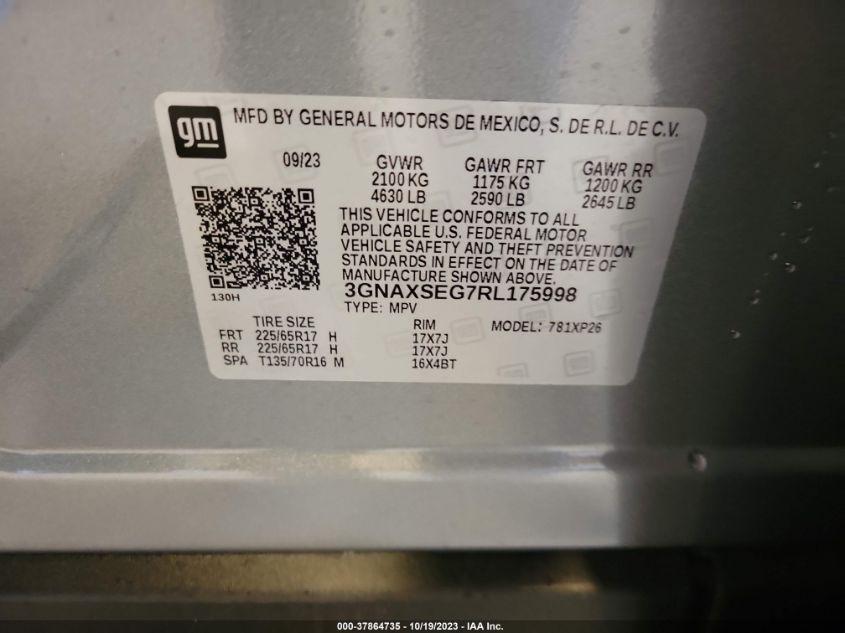 gm MFD BY GENERAL MOTORS DE MEXICO, S. DE R.L. DE C.V.
09/23 GVWR GAWR FRT GAWR RR
2100 KG 1175 KG 1200 KG
4630 LB 2590 LB 2645 LB
THIS VEHICLE CONFORMS TO ALL
APPLICABLE U.S. FEDERAL MOTOR
VEHICLE SAFETY AND THEFT PREVENTION
STANDARDS IN EFFECT ON THE DATE OF
MANUFACTURE SHOWN ABOVE.
130H 3GNAXSEG7RL175998
TYPE: MPV
TIRE SIZE RIM MODEL: 781XP26
FRT 225/65R17 H 17X7J
RR 225/65R17 H 17X7J
SPA T135/70R16 M 16X4BT
000-37864735 - 10/19/2023 - IAA Inc.